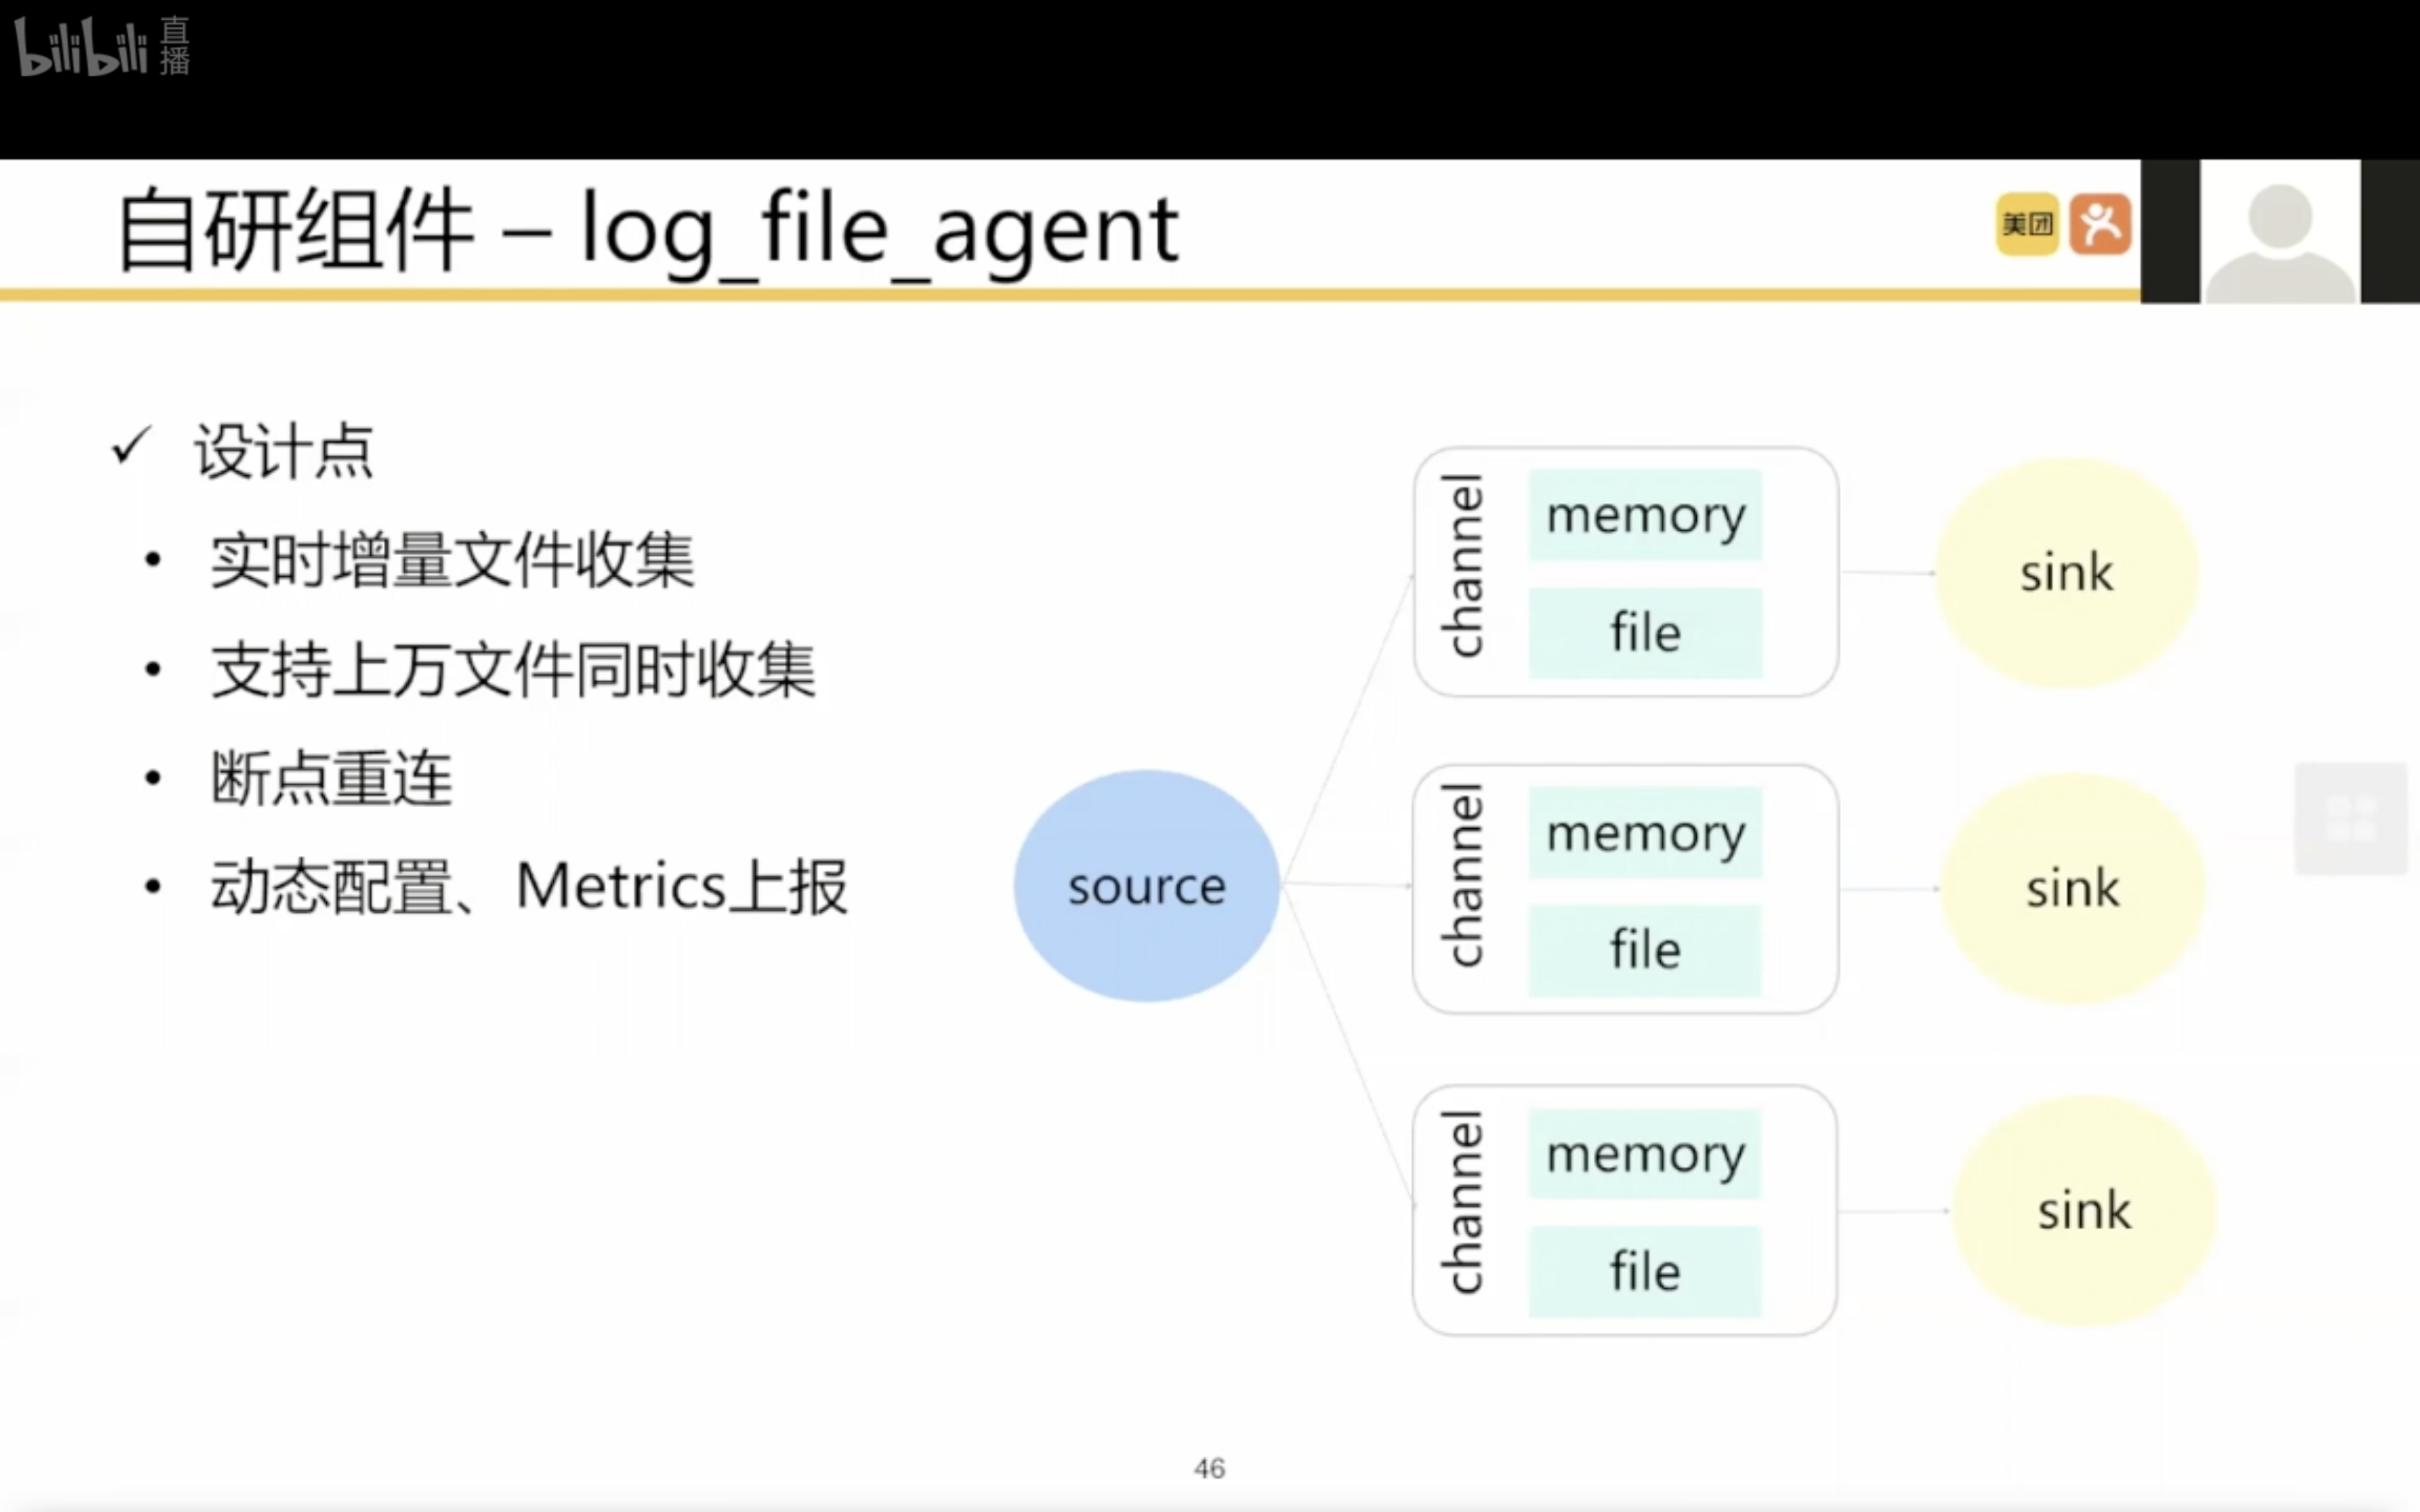 bilibili 直播
自研组件 – log_file_agent
美团
设计点
实时增量文件收集
支持上万文件同时收集
断点重连
动态配置、Metrics上报
source
channel
memory
file
sink
channel
memory
file
sink
channel
memory
file
sink
46